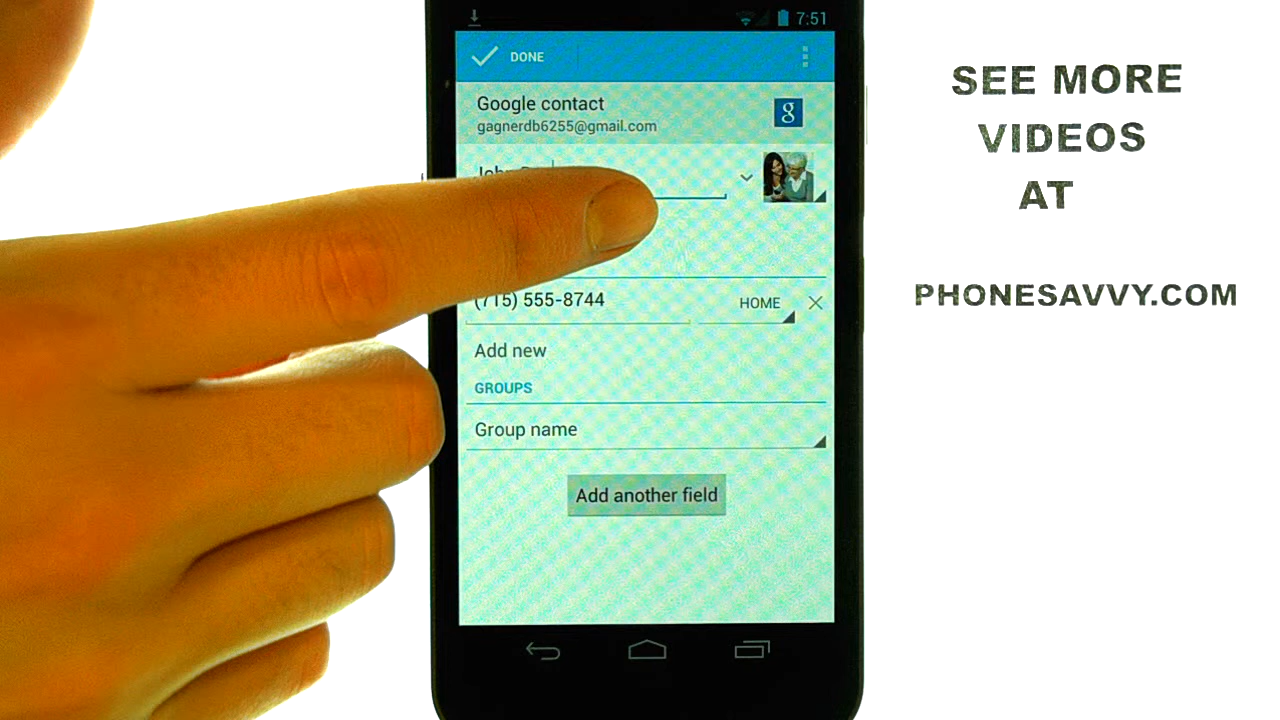 7:51
DONE
Google contact
gagnerdb6255@gmail.com
g
(715) 555-8744
HOME
Add new
GROUPS
Group name
Add another field
SEE MORE
VIDEOS
AT
PHONESAVVY.COM